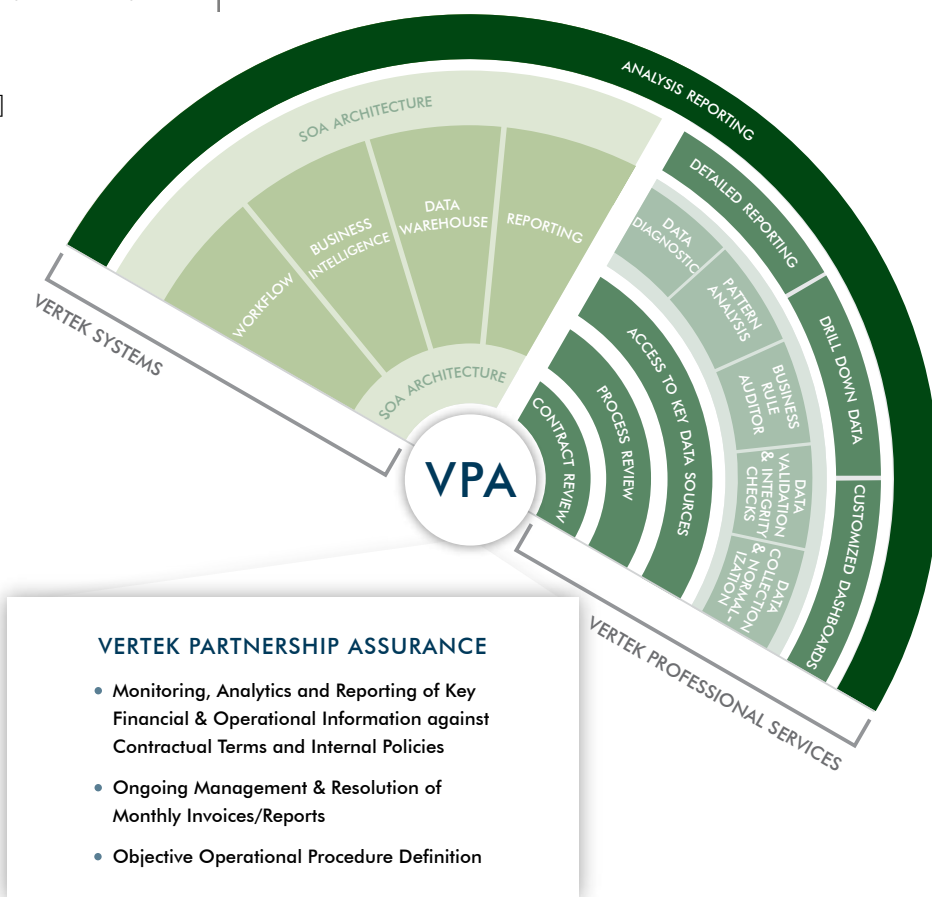 ]
ANALYSIS REPORTING
SOA ARCHITECTURE
WORKFLOW
BUSINESS
INTELLIGENCE
DATA
WAREHOUSE
REPORTING
SOA ARCHITECTURE
VERTEK SYSTEMS
DETAILED REPORTING
DRILL DOWN DATA
CUSTOMIZED DASHBOARDS
DATA
DIAGNOSTIC
PATTERN
ANALYSIS
BUSINESS
RULE
AUDITOR
DATA
VALIDATION
& INTEGRITY
CHECKS
DATA
COLLECTION
& NORMAL-
IZATION
ACCESS TO KEY DATA SOURCES
PROCESS REVIEW
CONTRACT REVIEW
VPA
VERTEK PROFESSIONAL SERVICES
VERTEK PARTNERSHIP ASSURANCE
• Monitoring, Analytics and Reporting of Key
Financial & Operational Information against
Contractual Terms and Internal Policies
• Ongoing Management & Resolution of
Monthly Invoices/Reports
• Objective Operational Procedure Definition